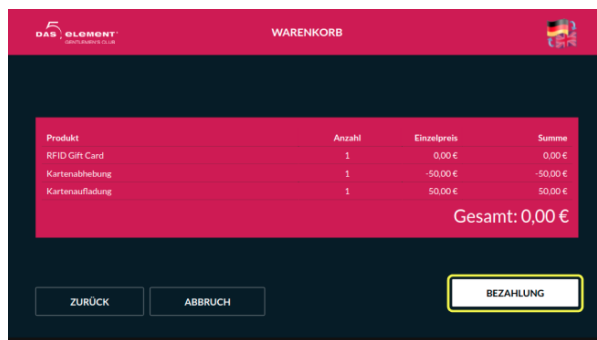 DAS 5 eLeMeNT
GENTLEMEN'S CLUB
WARENKORB
Produkt Anzahl Einzelpreis Summe
RFID Gift Card 1 0,00 € 0,00 €
Kartenabhebung 1 -50,00 € -50,00 €
Kartenaufladung 1 50,00 € 50,00 €
Gesamt: 0,00 €
ZURÜCK ABBRUCH BEZAHLUNG